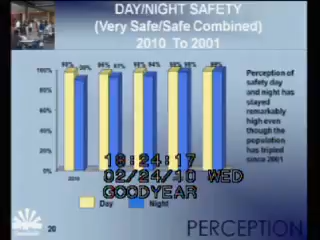 DAY/NIGHT SAFETY
(Very Safe/Safe Combined)
2010 To 2001
100%
80%
60%
40%
20%
0%
2010
Perception of
safety day
and night has
stayed
remarkably
high even
though the
population
has tripled
since 2001
16:24:17
02/24/10 WED
GOODYEAR
Day
Night
20
PERCEPTION